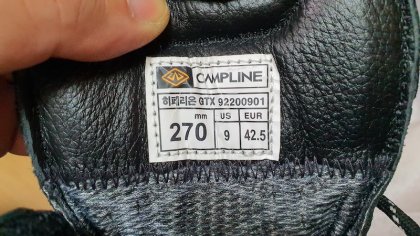 CAMPLINE
히페리온 GTX 92200901
mm US EUR
270 9 42.5